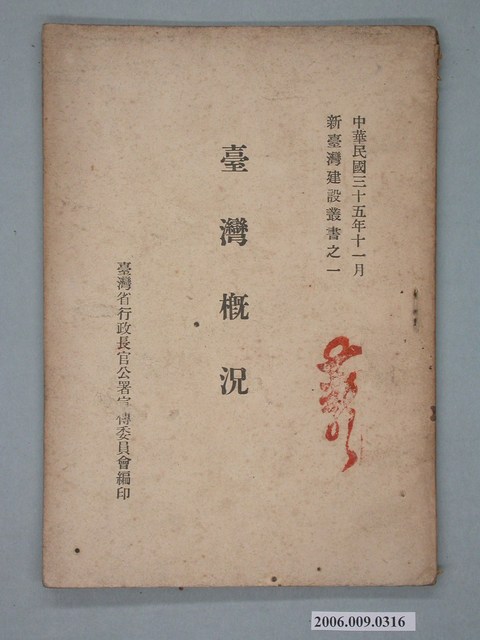 中華民國三十五年十一月
新臺灣建設叢書之一
臺灣概況
臺灣省行政長官公署宣傳委員會編印
2006.009.0316